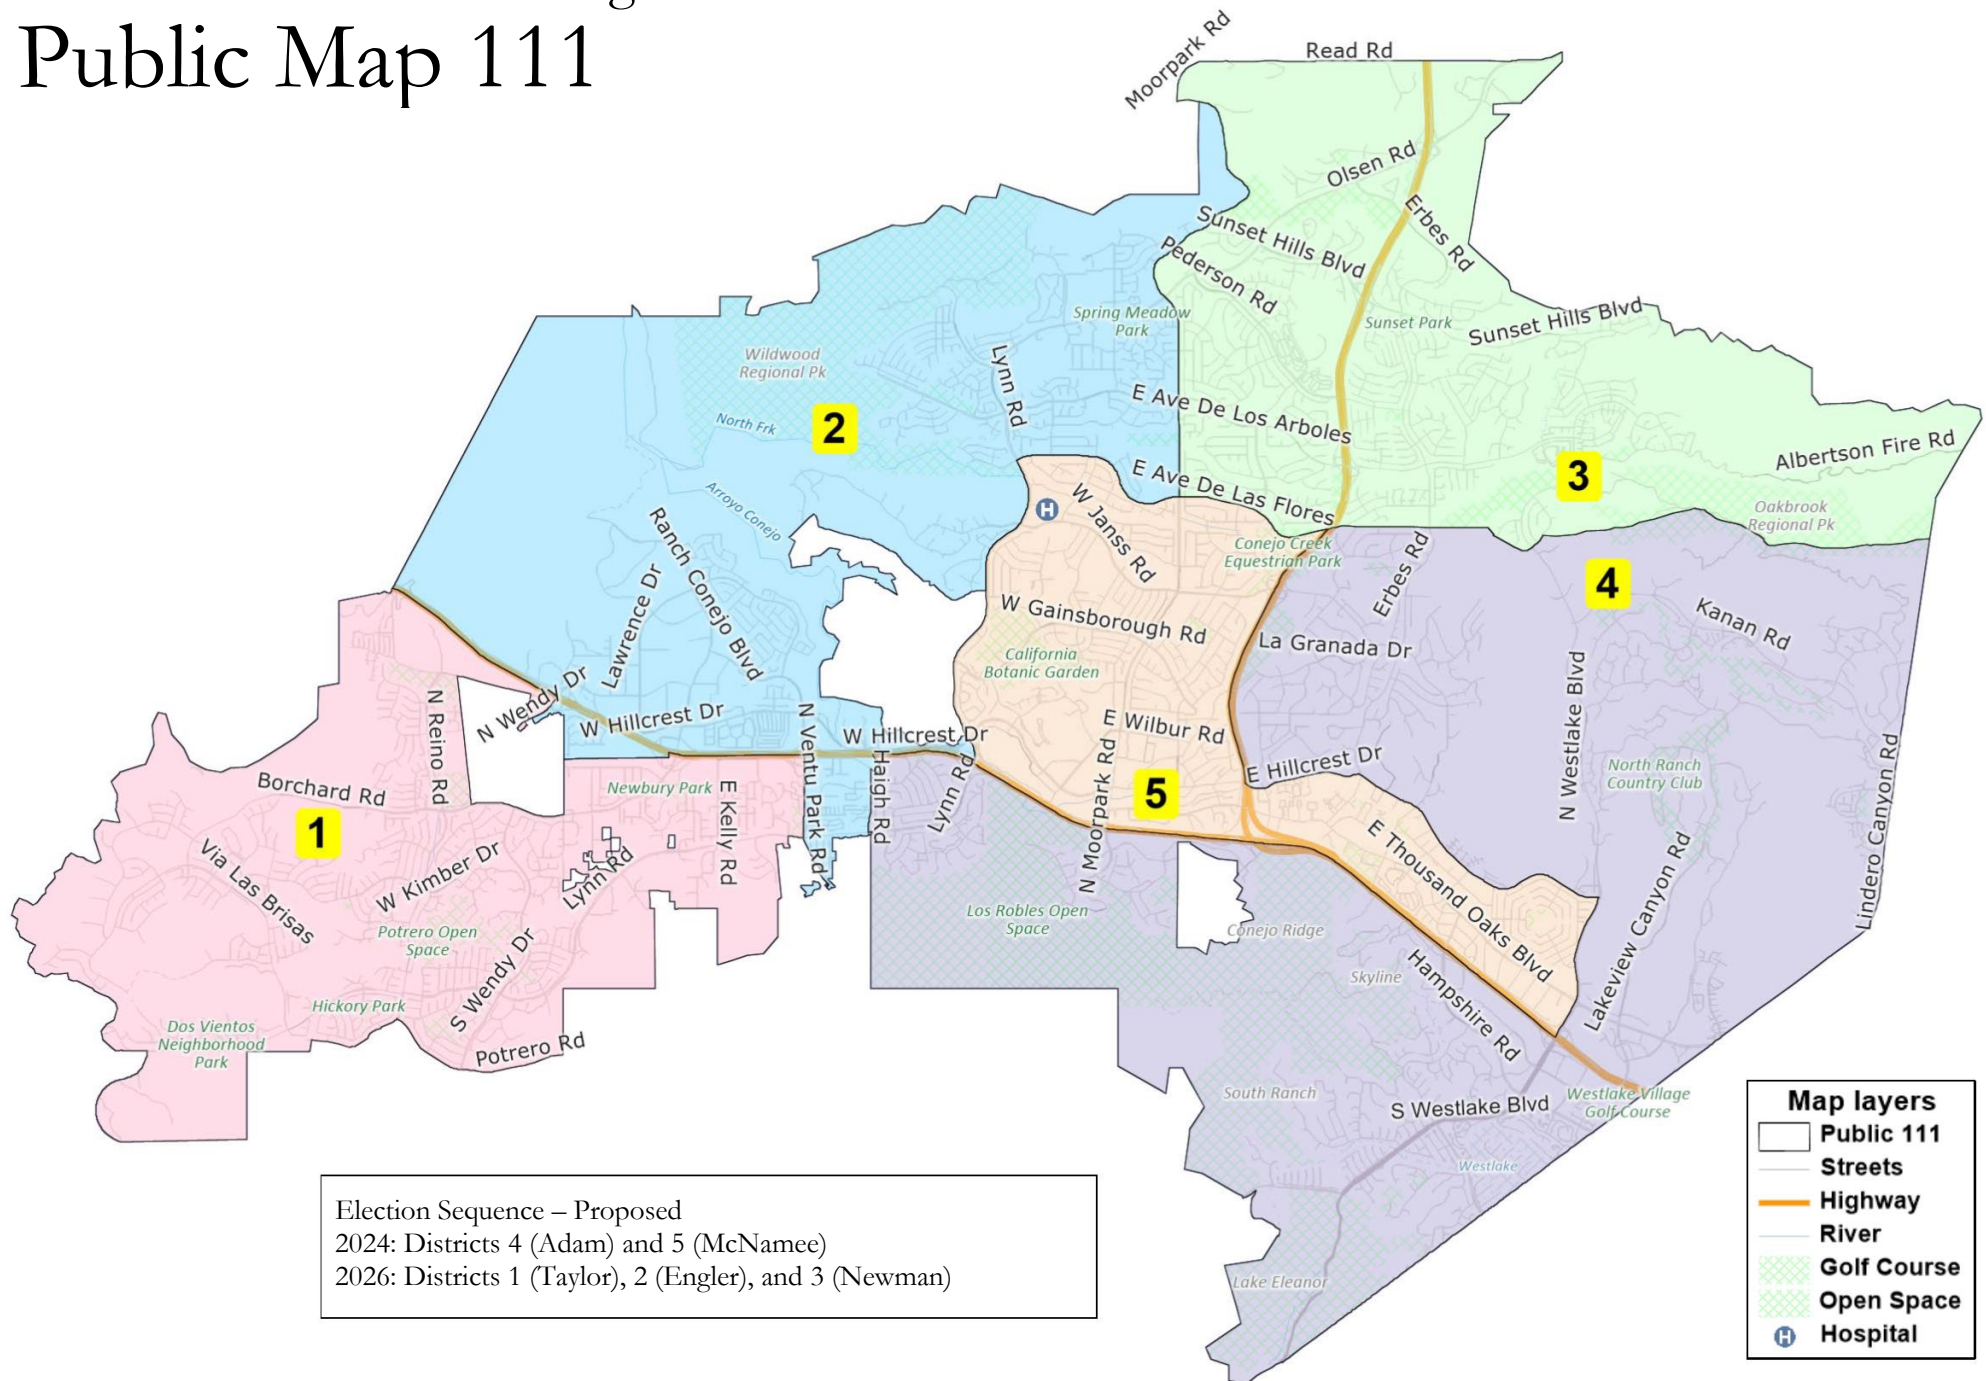 Public Map 111
Moorpark Rd
Read Rd
Olsen Rd
Erbes Rd
Sunset Hills Blvd
Pederson Rd
Spring Meadow
Park
Sunset Park
Sunset Hills Blvd
Wildwood
Regional Pk
Lynn Rd
E Ave De Los Arboles
North Frk
2
Albertson Fire Rd
3
E Ave De Las Flores
W Janss Rd
H
Arroyo Conejo
Oakbrook
Regional Pk
Ranch Conejo Blvd
Conejo Creek
Equestrian Park
Erbes Rd
4
Lawrence Dr
W Gainsborough Rd
La Granada Dr
Kanan Rd
California
Botanic Garden
N Westlake Blvd
N Wendy Dr
N Reino Rd
W Hillcrest Dr
N Ventu Park Rd
W Hillcrest Dr
E Wilbur Rd
E Hillcrest Dr
North Ranch
Country Club
Lindero Canyon Rd
Borchard Rd
Newbury Park
E Kelly Rd
Haigh Rd
Lynn Rd
N Moorpark Rd
5
1
Via Las Brisas
W Kimber Dr
Lynn Rd
E Thousand Oaks Blvd
Lakeview Canyon Rd
Potrero Open
Space
Los Robles Open
Space
Conejo Ridge
S Wendy Dr
Skyline
Hampshire Rd
Hickory Park
Dos Vientos
Neighborhood
Park
Potrero Rd
South Ranch
S Westlake Blvd
Westlake Village
Golf Course
Westlake
Lake Eleanor
Election Sequence – Proposed
2024: Districts 4 (Adam) and 5 (McNamee)
2026: Districts 1 (Taylor), 2 (Engler), and 3 (Newman)
Map layers
Public 111
Streets
Highway
River
Golf Course
Open Space
H Hospital